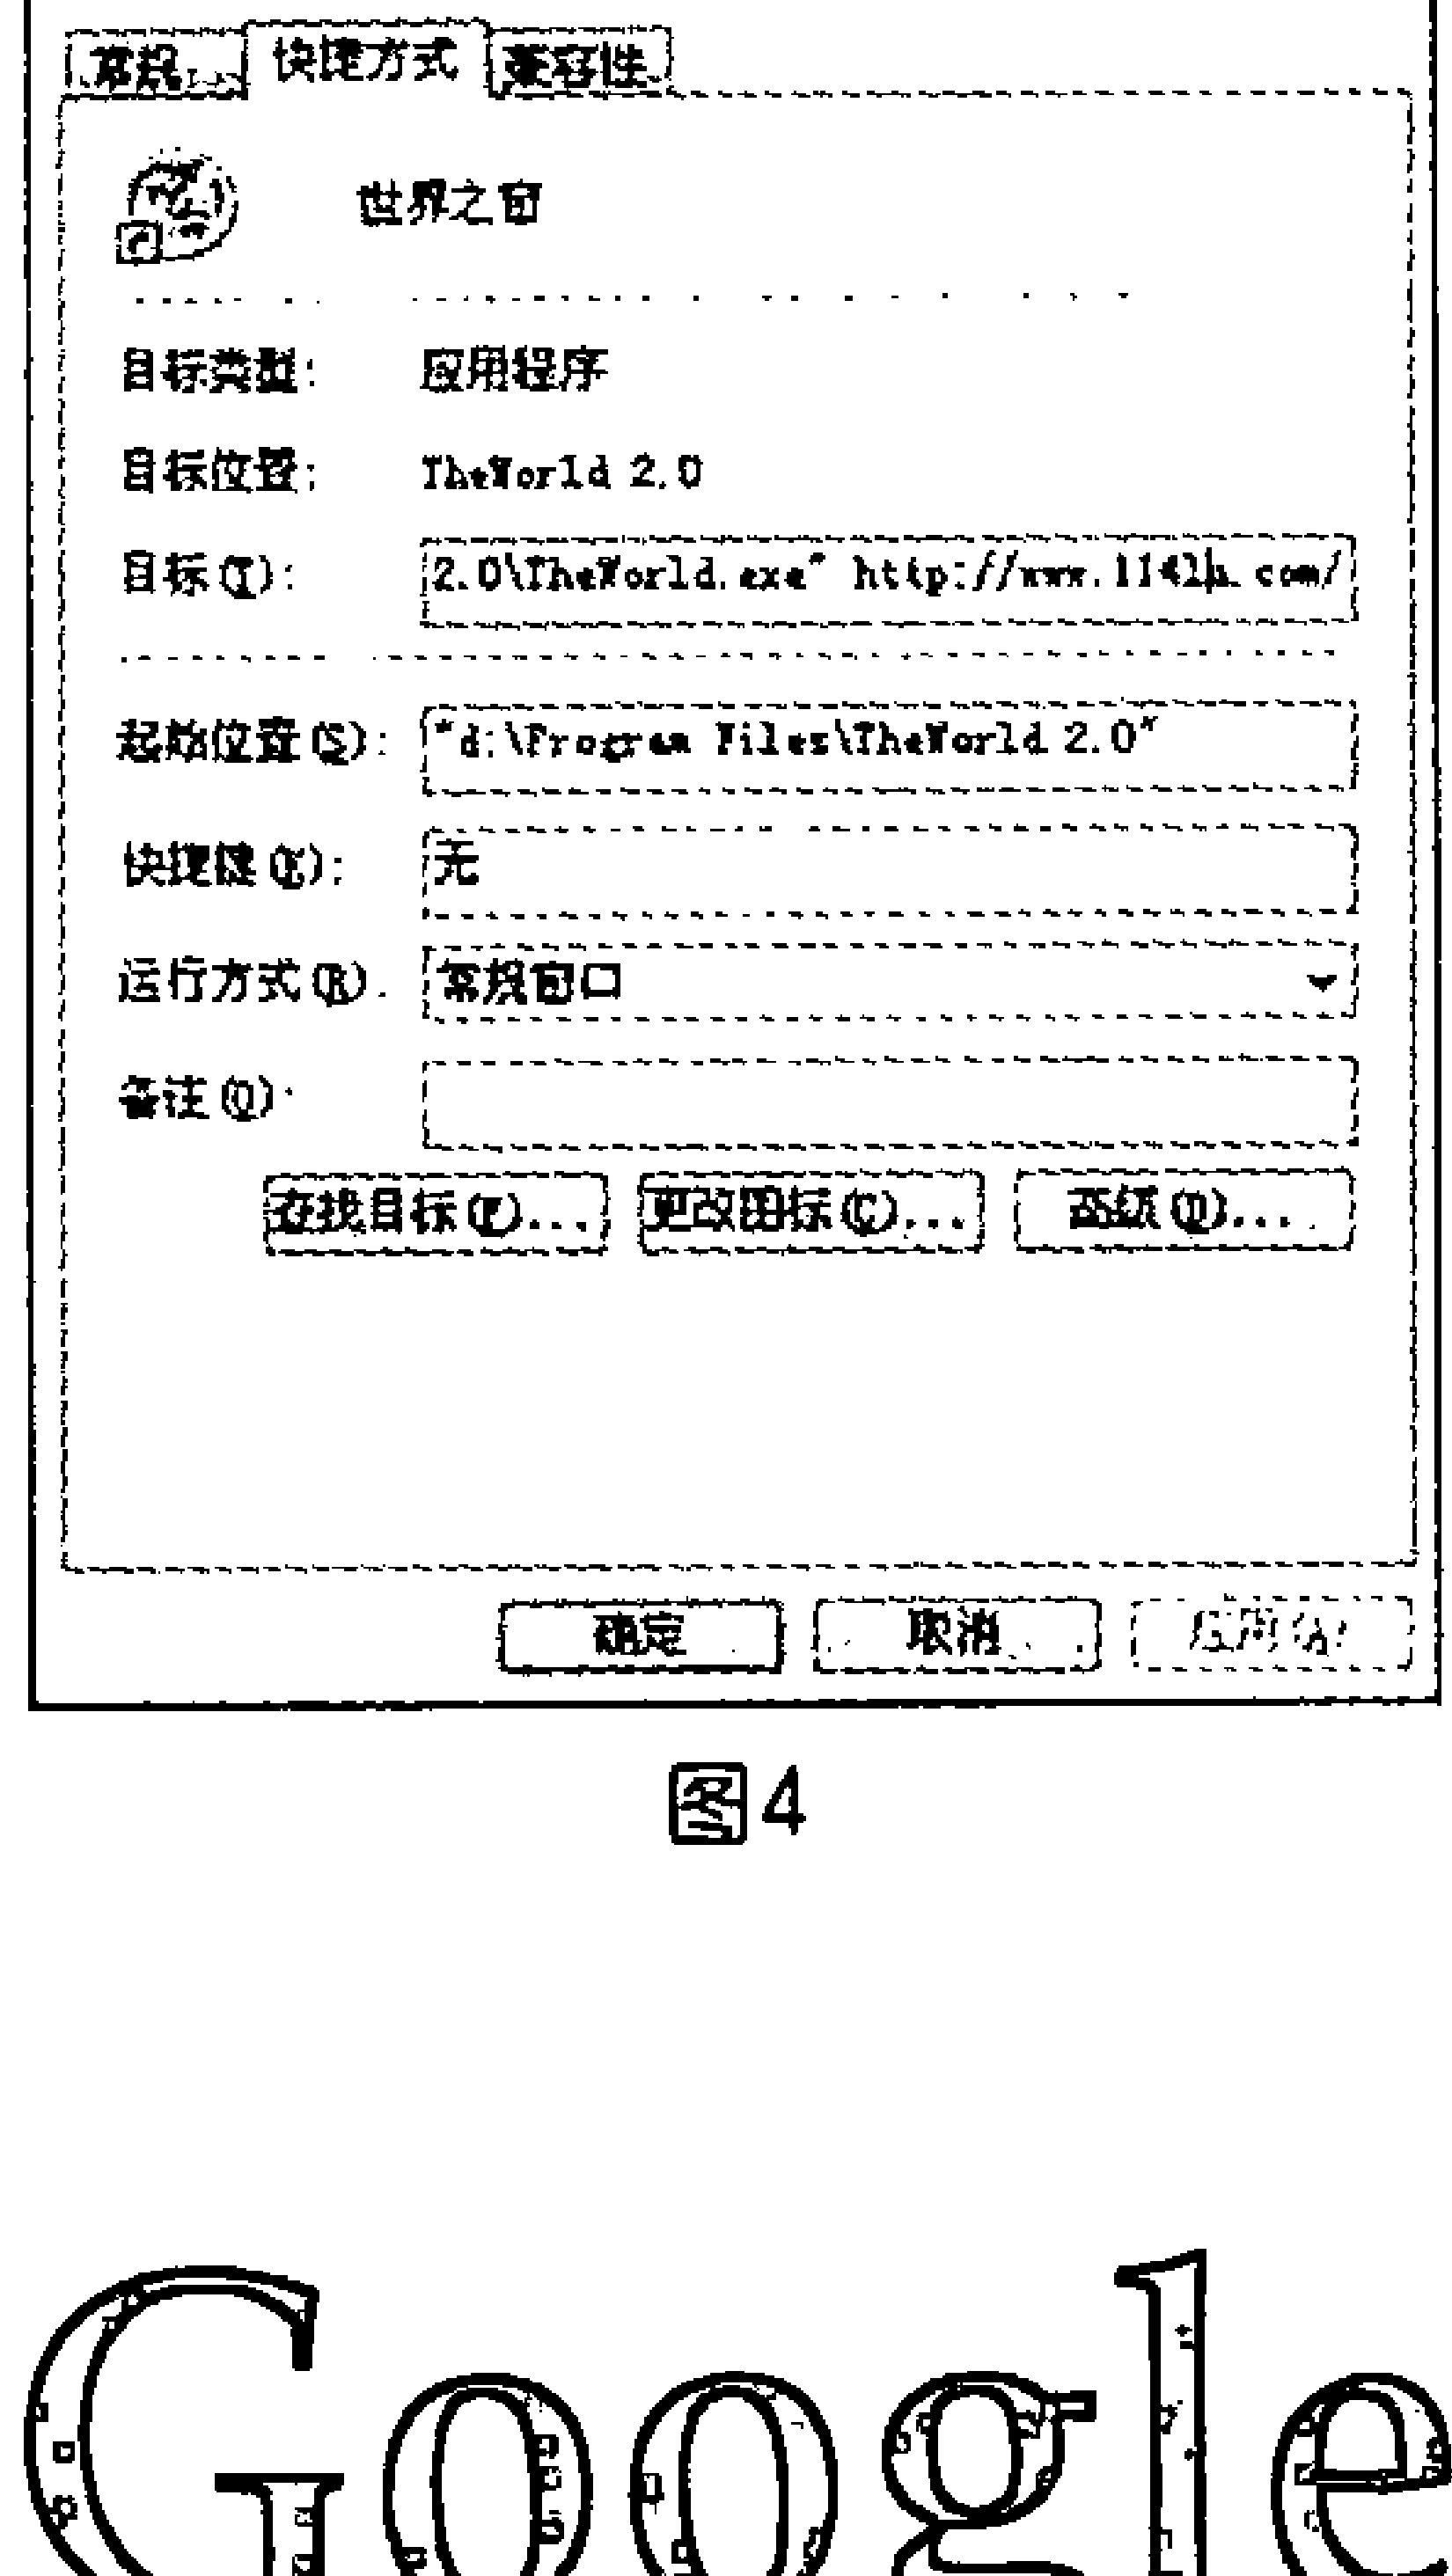 常规 快捷方式 兼容性
世界之窗
目标类型: 应用程序
目标位置: TheWorld 2.0
目标(T): 2.0\TheWorld.exe" http://www.114la.com/
起始位置(S): "d:\Program Files\TheWorld 2.0"
快捷键(K): 无
运行方式(R): 常规窗口
备注(O):
查找目标(F)... 更改图标(C)... 高级(D)...
确定 取消 应用(A)
图4
Google